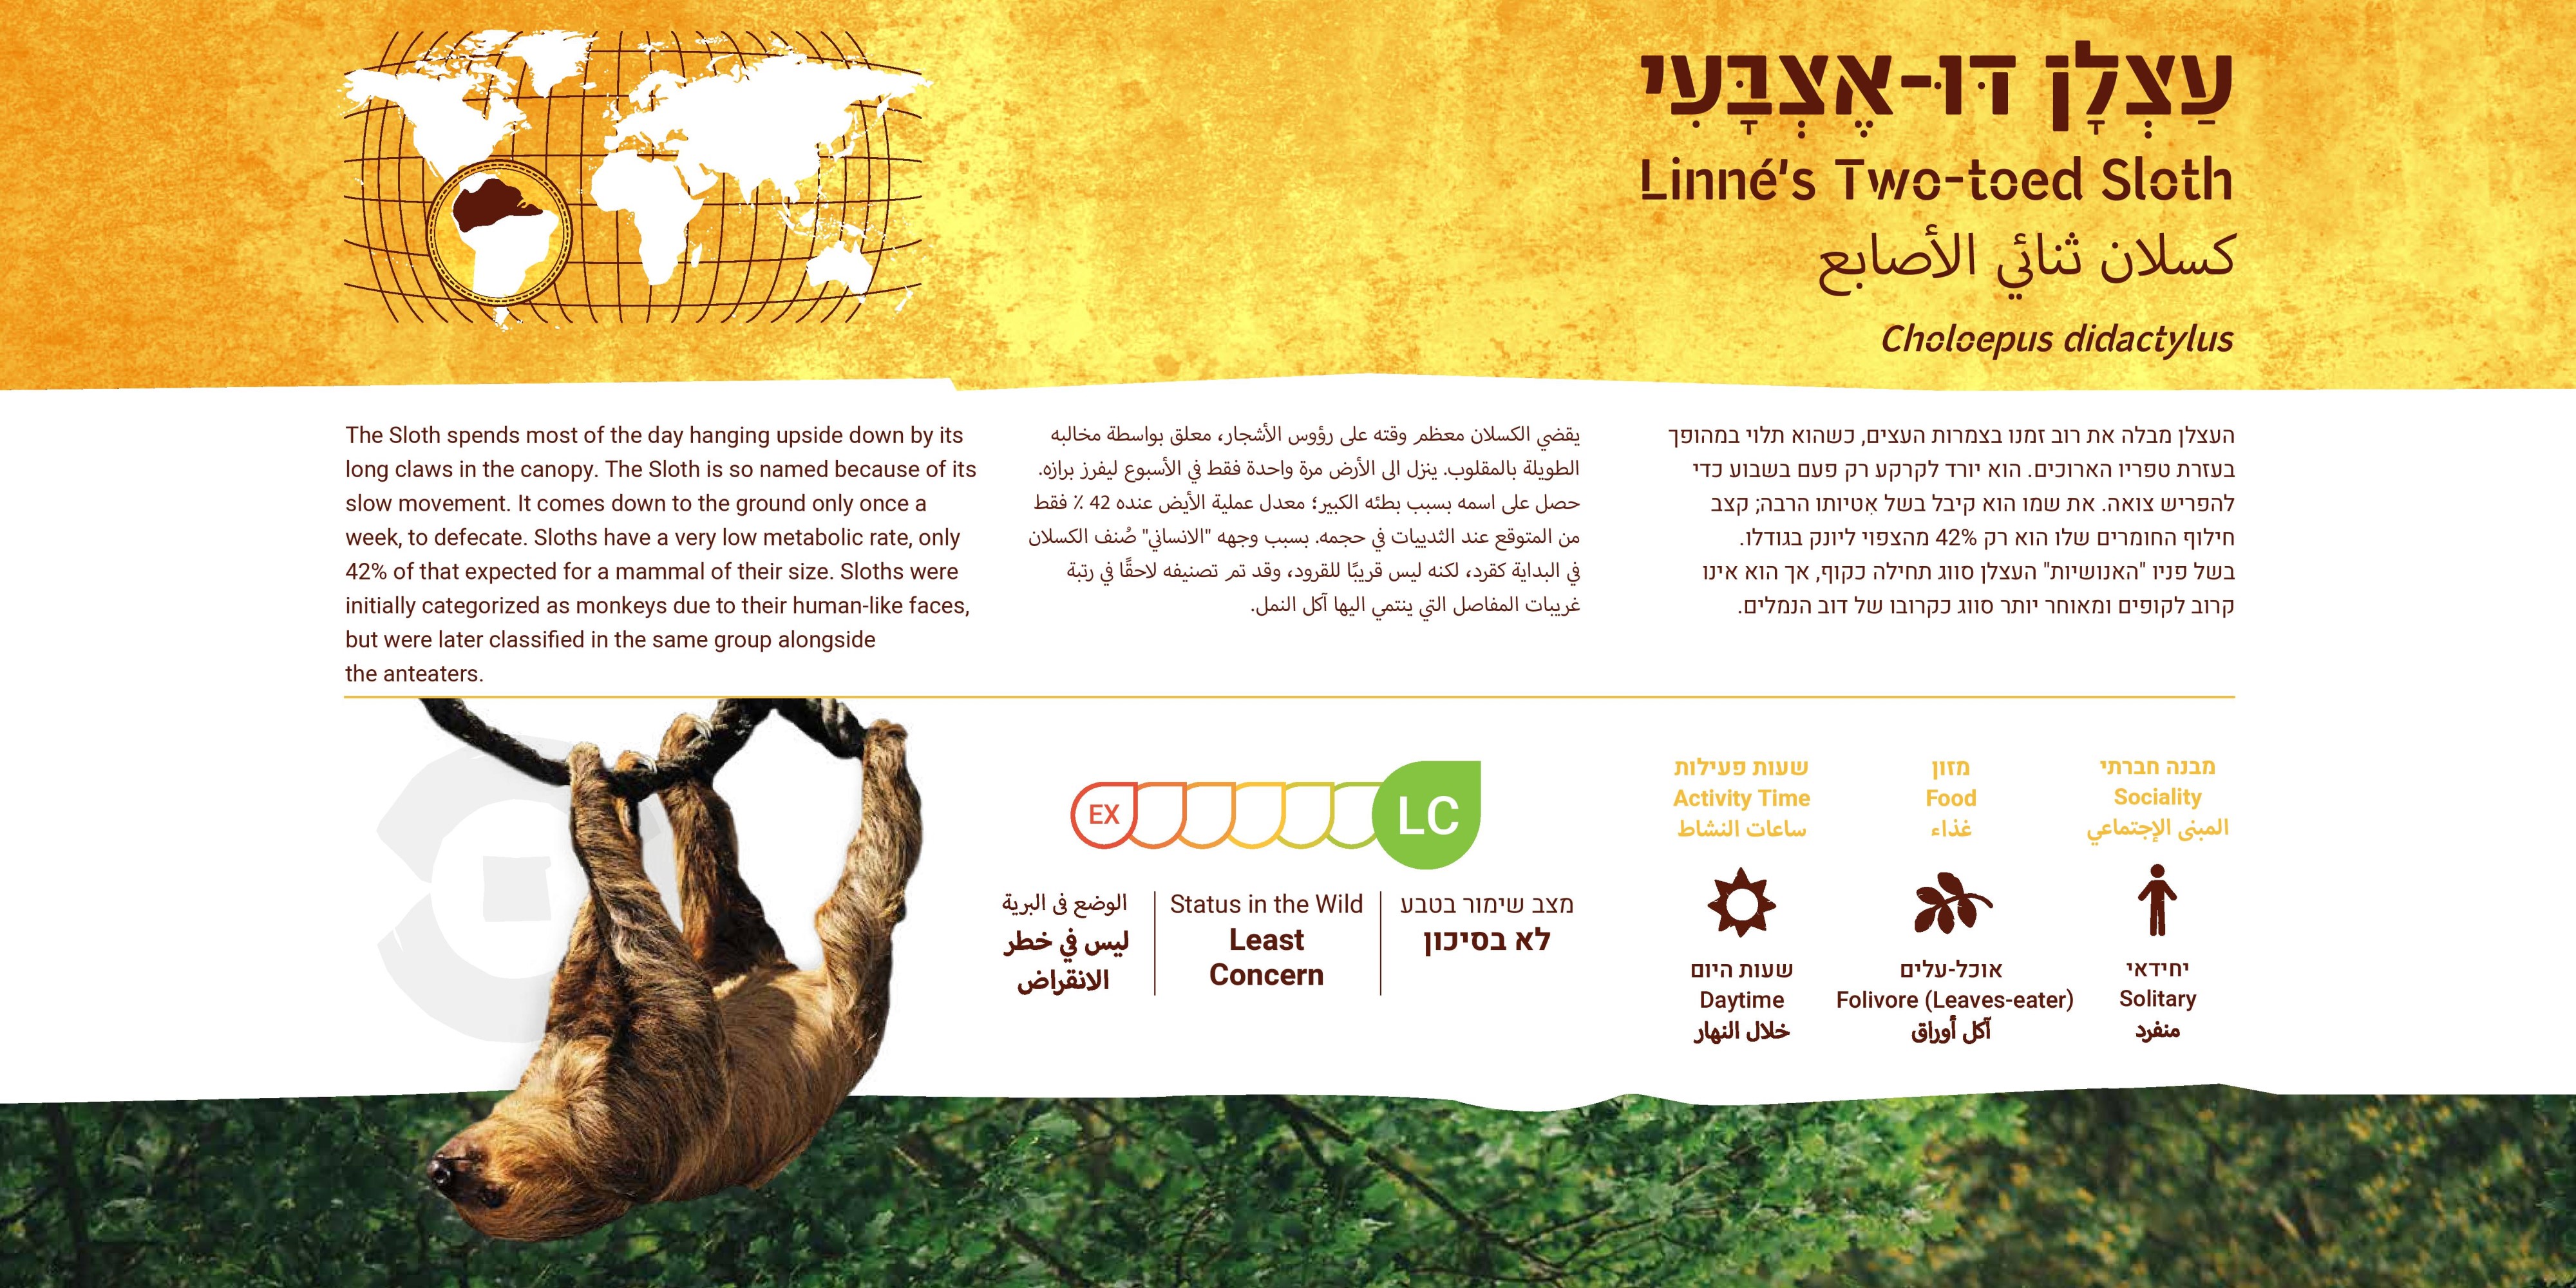 עַצְלָן דּוּ-אֶצְבָּעִי
Linné's Two-toed Sloth
كسلان ثنائي الأصابع
Choloepus didactylus
העצלן מבלה את רוב זמנו בצמרות העצים, כשהוא תלוי במהופך
בעזרת טפריו הארוכים. הוא יורד לקרקע רק פעם בשבוע כדי
להפריש צואה. את שמו הוא קיבל בשל אִטיותו הרבה; קצב
חילוף החומרים שלו הוא רק 42% מהצפוי ליונק בגודלו.
בשל פניו "האנושיות" העצלן סווג תחילה כקוף, אך הוא אינו
קרוב לקופים ומאוחר יותר סווג כקרובו של דוב הנמלים.
يقضي الكسلان معظم وقته على رؤوس الأشجار، معلق بواسطة مخالبه
الطويلة بالمقلوب. ينزل الى الأرض مرة واحدة فقط في الأسبوع ليفرز برازه.
حصل على اسمه بسبب بطئه الكبير؛ معدل عملية الأيض عنده 42 ٪ فقط
من المتوقع عند الثدييات في حجمه. بسبب وجهه "الانساني" صُنف الكسلان
في البداية كقرد، لكنه ليس قريبًا للقرود، وقد تم تصنيفه لاحقًا في رتبة
غريبات المفاصل التي ينتمي اليها آكل النمل.
The Sloth spends most of the day hanging upside down by its
long claws in the canopy. The Sloth is so named because of its
slow movement. It comes down to the ground only once a
week, to defecate. Sloths have a very low metabolic rate, only
42% of that expected for a mammal of their size. Sloths were
initially categorized as monkeys due to their human-like faces,
but were later classified in the same group alongside
the anteaters.
מבנה חברתי
Sociality
المبنى الإجتماعي
יחידאי
Solitary
منفرد
מזון
Food
غذاء
אוכל-עלים
Folivore (Leaves-eater)
آكل أوراق
שעות פעילות
Activity Time
ساعات النشاط
שעות היום
Daytime
خلال النهار
EX
LC
מצב שימור בטבע
לא בסיכון
Status in the Wild
Least
Concern
الوضع فى البرية
ليس في خطر
الانقراض